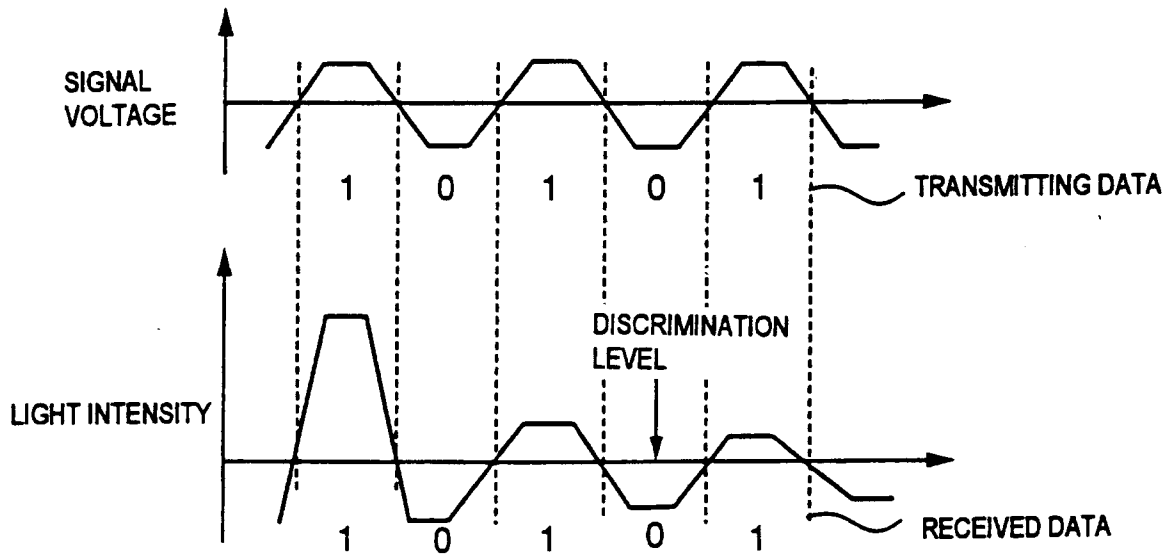 SIGNAL
VOLTAGE
1 0 1 0 1
TRANSMITTING DATA
DISCRIMINATION
LEVEL
LIGHT INTENSITY
1 0 1 0 1
RECEIVED DATA